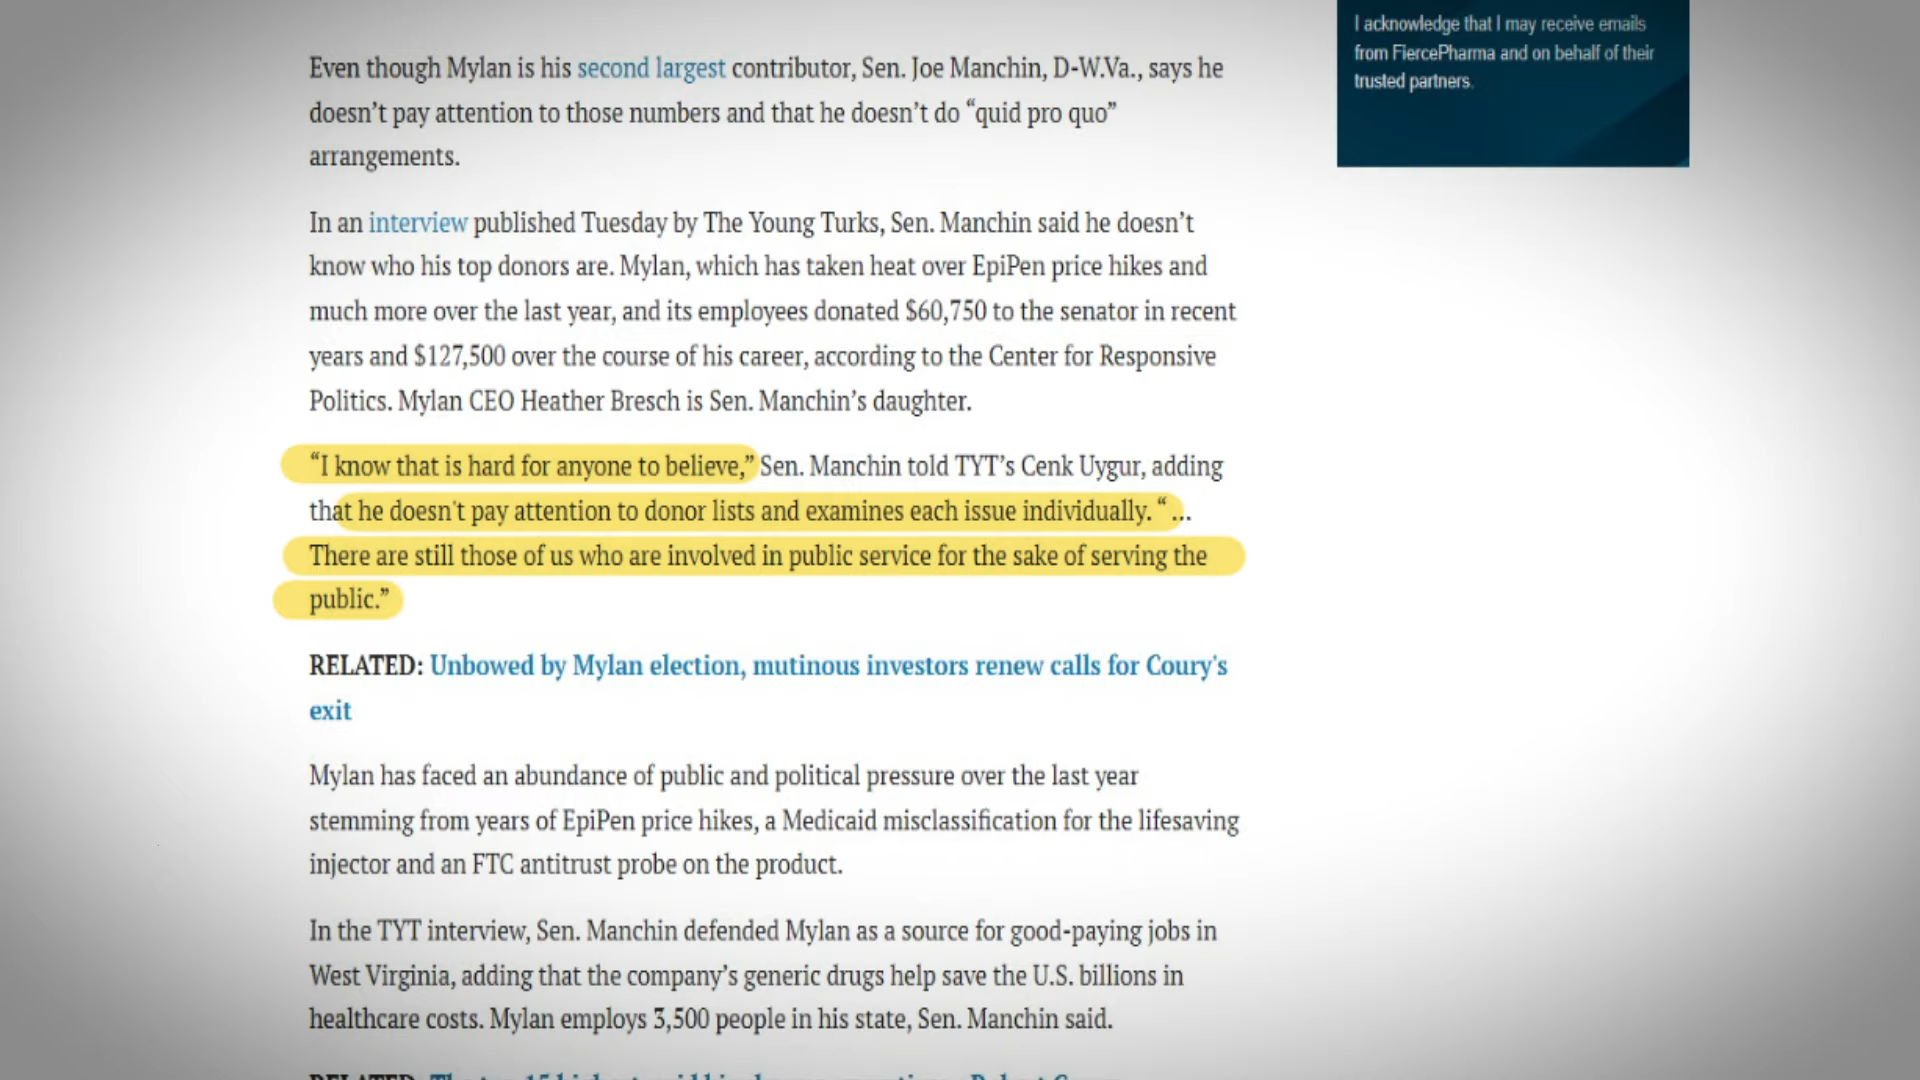 Even though Mylan is his second largest contributor, Sen. Joe Manchin, D-W.Va., says he
doesn’t pay attention to those numbers and that he doesn’t do “quid pro quo”
arrangements.
In an interview published Tuesday by The Young Turks, Sen. Manchin said he doesn’t
know who his top donors are. Mylan, which has taken heat over EpiPen price hikes and
much more over the last year, and its employees donated $60,750 to the senator in recent
years and $127,500 over the course of his career, according to the Center for Responsive
Politics. Mylan CEO Heather Bresch is Sen. Manchin’s daughter.
“I know that is hard for anyone to believe,” Sen. Manchin told TYT’s Cenk Uygur, adding
that he doesn't pay attention to donor lists and examines each issue individually. “...
There are still those of us who are involved in public service for the sake of serving the
public.”
RELATED: Unbowed by Mylan election, mutinous investors renew calls for Coury's
exit
Mylan has faced an abundance of public and political pressure over the last year
stemming from years of EpiPen price hikes, a Medicaid misclassification for the lifesaving
injector and an FTC antitrust probe on the product.
In the TYT interview, Sen. Manchin defended Mylan as a source for good-paying jobs in
West Virginia, adding that the company’s generic drugs help save the U.S. billions in
healthcare costs. Mylan employs 3,500 people in his state, Sen. Manchin said.
RELATED: The top 15
I acknowledge that I may receive emails
from FiercePharma and on behalf of their
trusted partners.